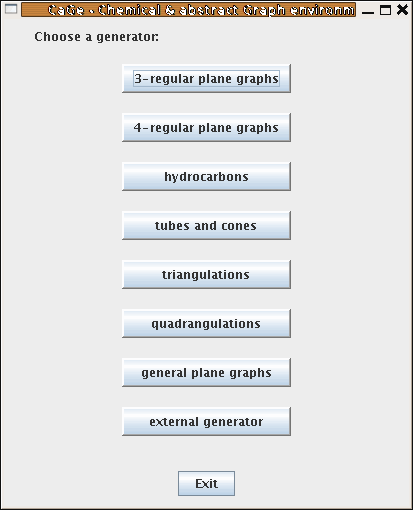 CaGe - Chemical & abstract Graph environm
Choose a generator:
3-regular plane graphs
4-regular plane graphs
hydrocarbons
tubes and cones
triangulations
quadrangulations
general plane graphs
external generator
Exit